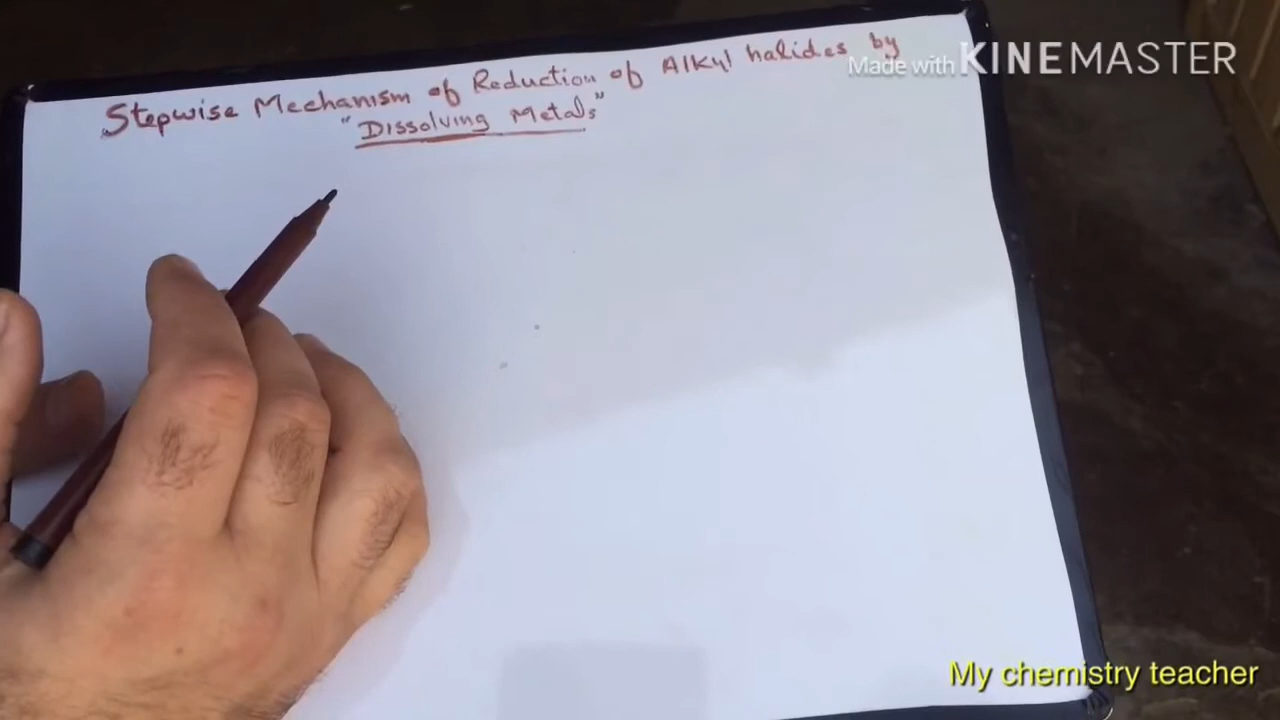 Stepwise Mechanism of Reduction of Alkyl halides by
"Dissolving Metals"
Made with KINEMASTER
My chemistry teacher